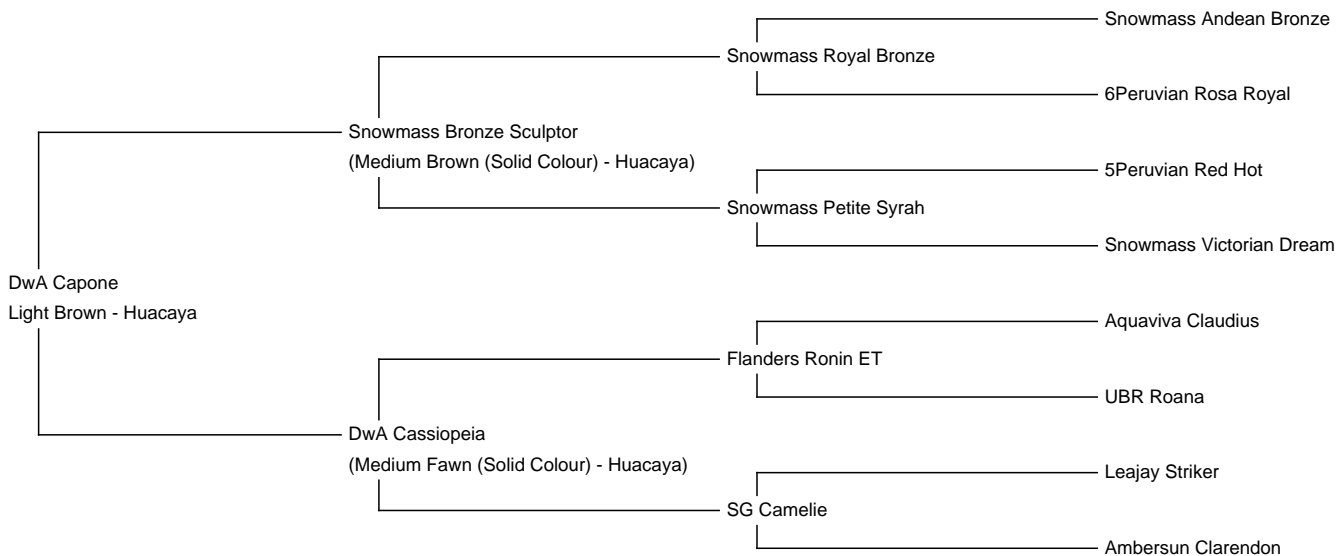 Snowmass Andean Bronze
Snowmass Royal Bronze
6Peruvian Rosa Royal
Snowmass Bronze Sculptor
(Medium Brown (Solid Colour) - Huacaya)
5Peruvian Red Hot
Snowmass Petite Syrah
Snowmass Victorian Dream
DwA Capone
Light Brown - Huacaya
Aquaviva Claudius
Flanders Ronin ET
UBR Roana
DwA Cassiopeia
(Medium Fawn (Solid Colour) - Huacaya)
Leajay Striker
SG Camelie
Ambersun Clarendon